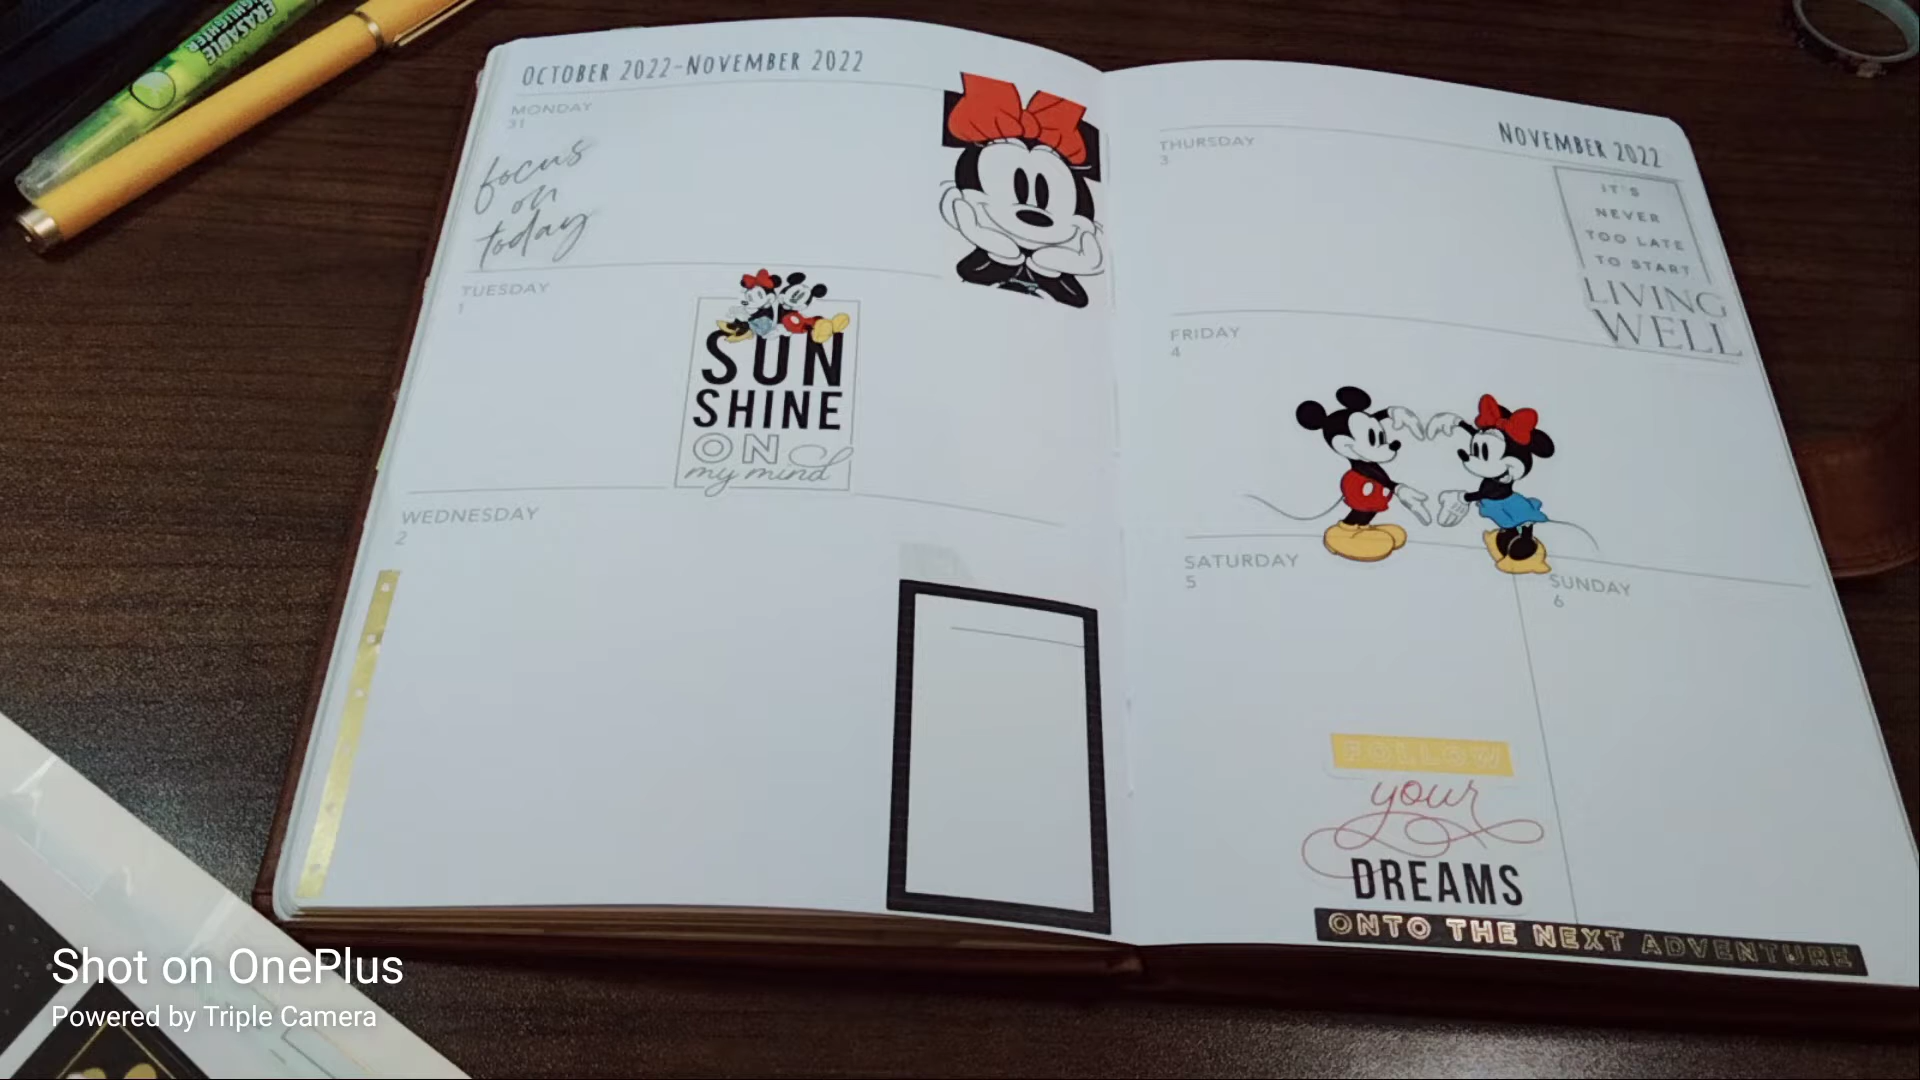 ERASABLE
HIGHLIGHTER
OCTOBER 2022-NOVEMBER 2022
MONDAY
31
focus
on
today
TUESDAY
1
SUN
SHINE
ON
my mind
WEDNESDAY
2
NOVEMBER 2022
THURSDAY
3
IT'S
NEVER
TOO LATE
TO START
LIVING
WELL
FRIDAY
4
SATURDAY
5
SUNDAY
6
FOLLOW
your
DREAMS
ONTO THE NEXT ADVENTURE
Shot on OnePlus
Powered by Triple Camera